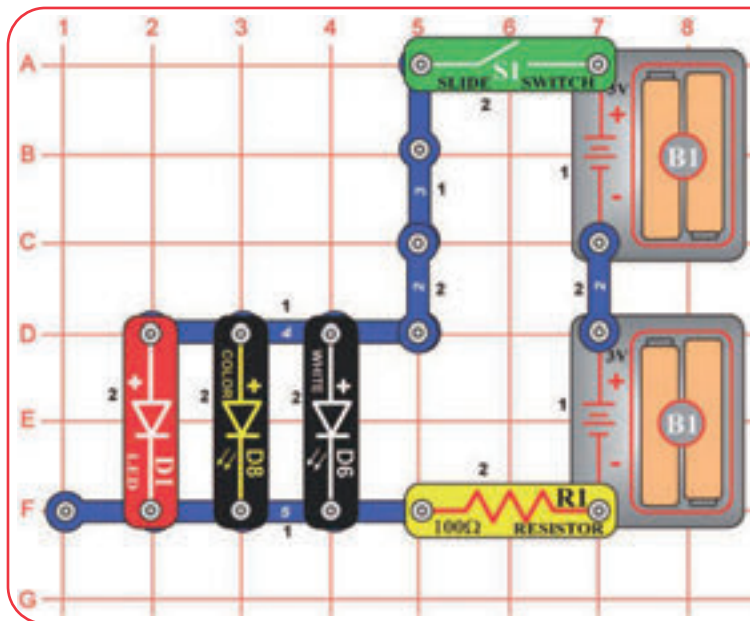 1 2 3 4 5 6 7 8
A
S1
SLIDE SWITCH
2
3V
+
B1
B
1
3
1
-
C
2
2
2
2
1
D
4
3V
+
2
+
LED
D1
2
+
COLOR
D8
2
+
WHITE
D6
1
B1
E
-
2
F
5
1
R1
100Ω
RESISTOR
G